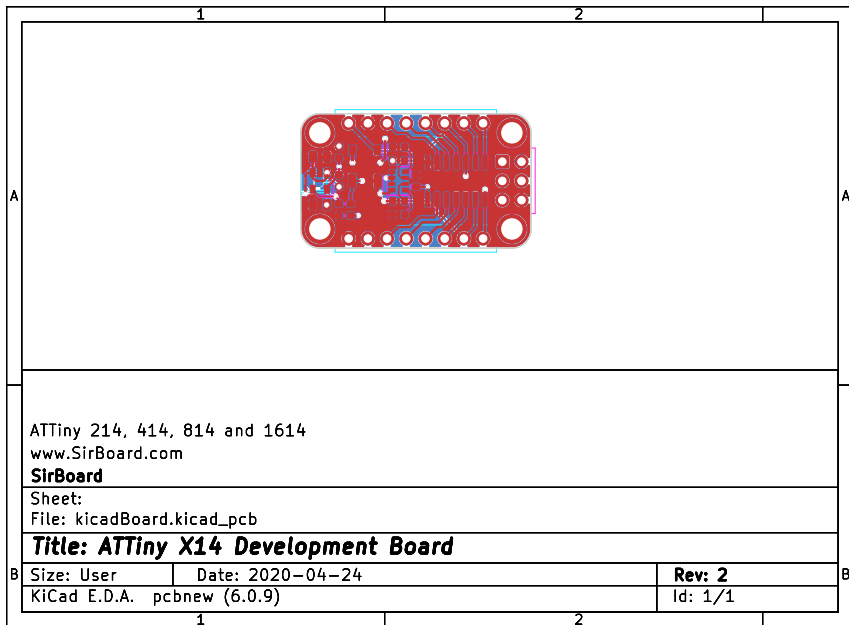 1 2
A A
ATTiny 214, 414, 814 and 1614
www.SirBoard.com
SirBoard
Sheet:
File: kicadBoard.kicad_pcb
Title: ATTiny X14 Development Board
B Size: User Date: 2020-04-24 Rev: 2 B
KiCad E.D.A. pcbnew (6.0.9) Id: 1/1
1 2